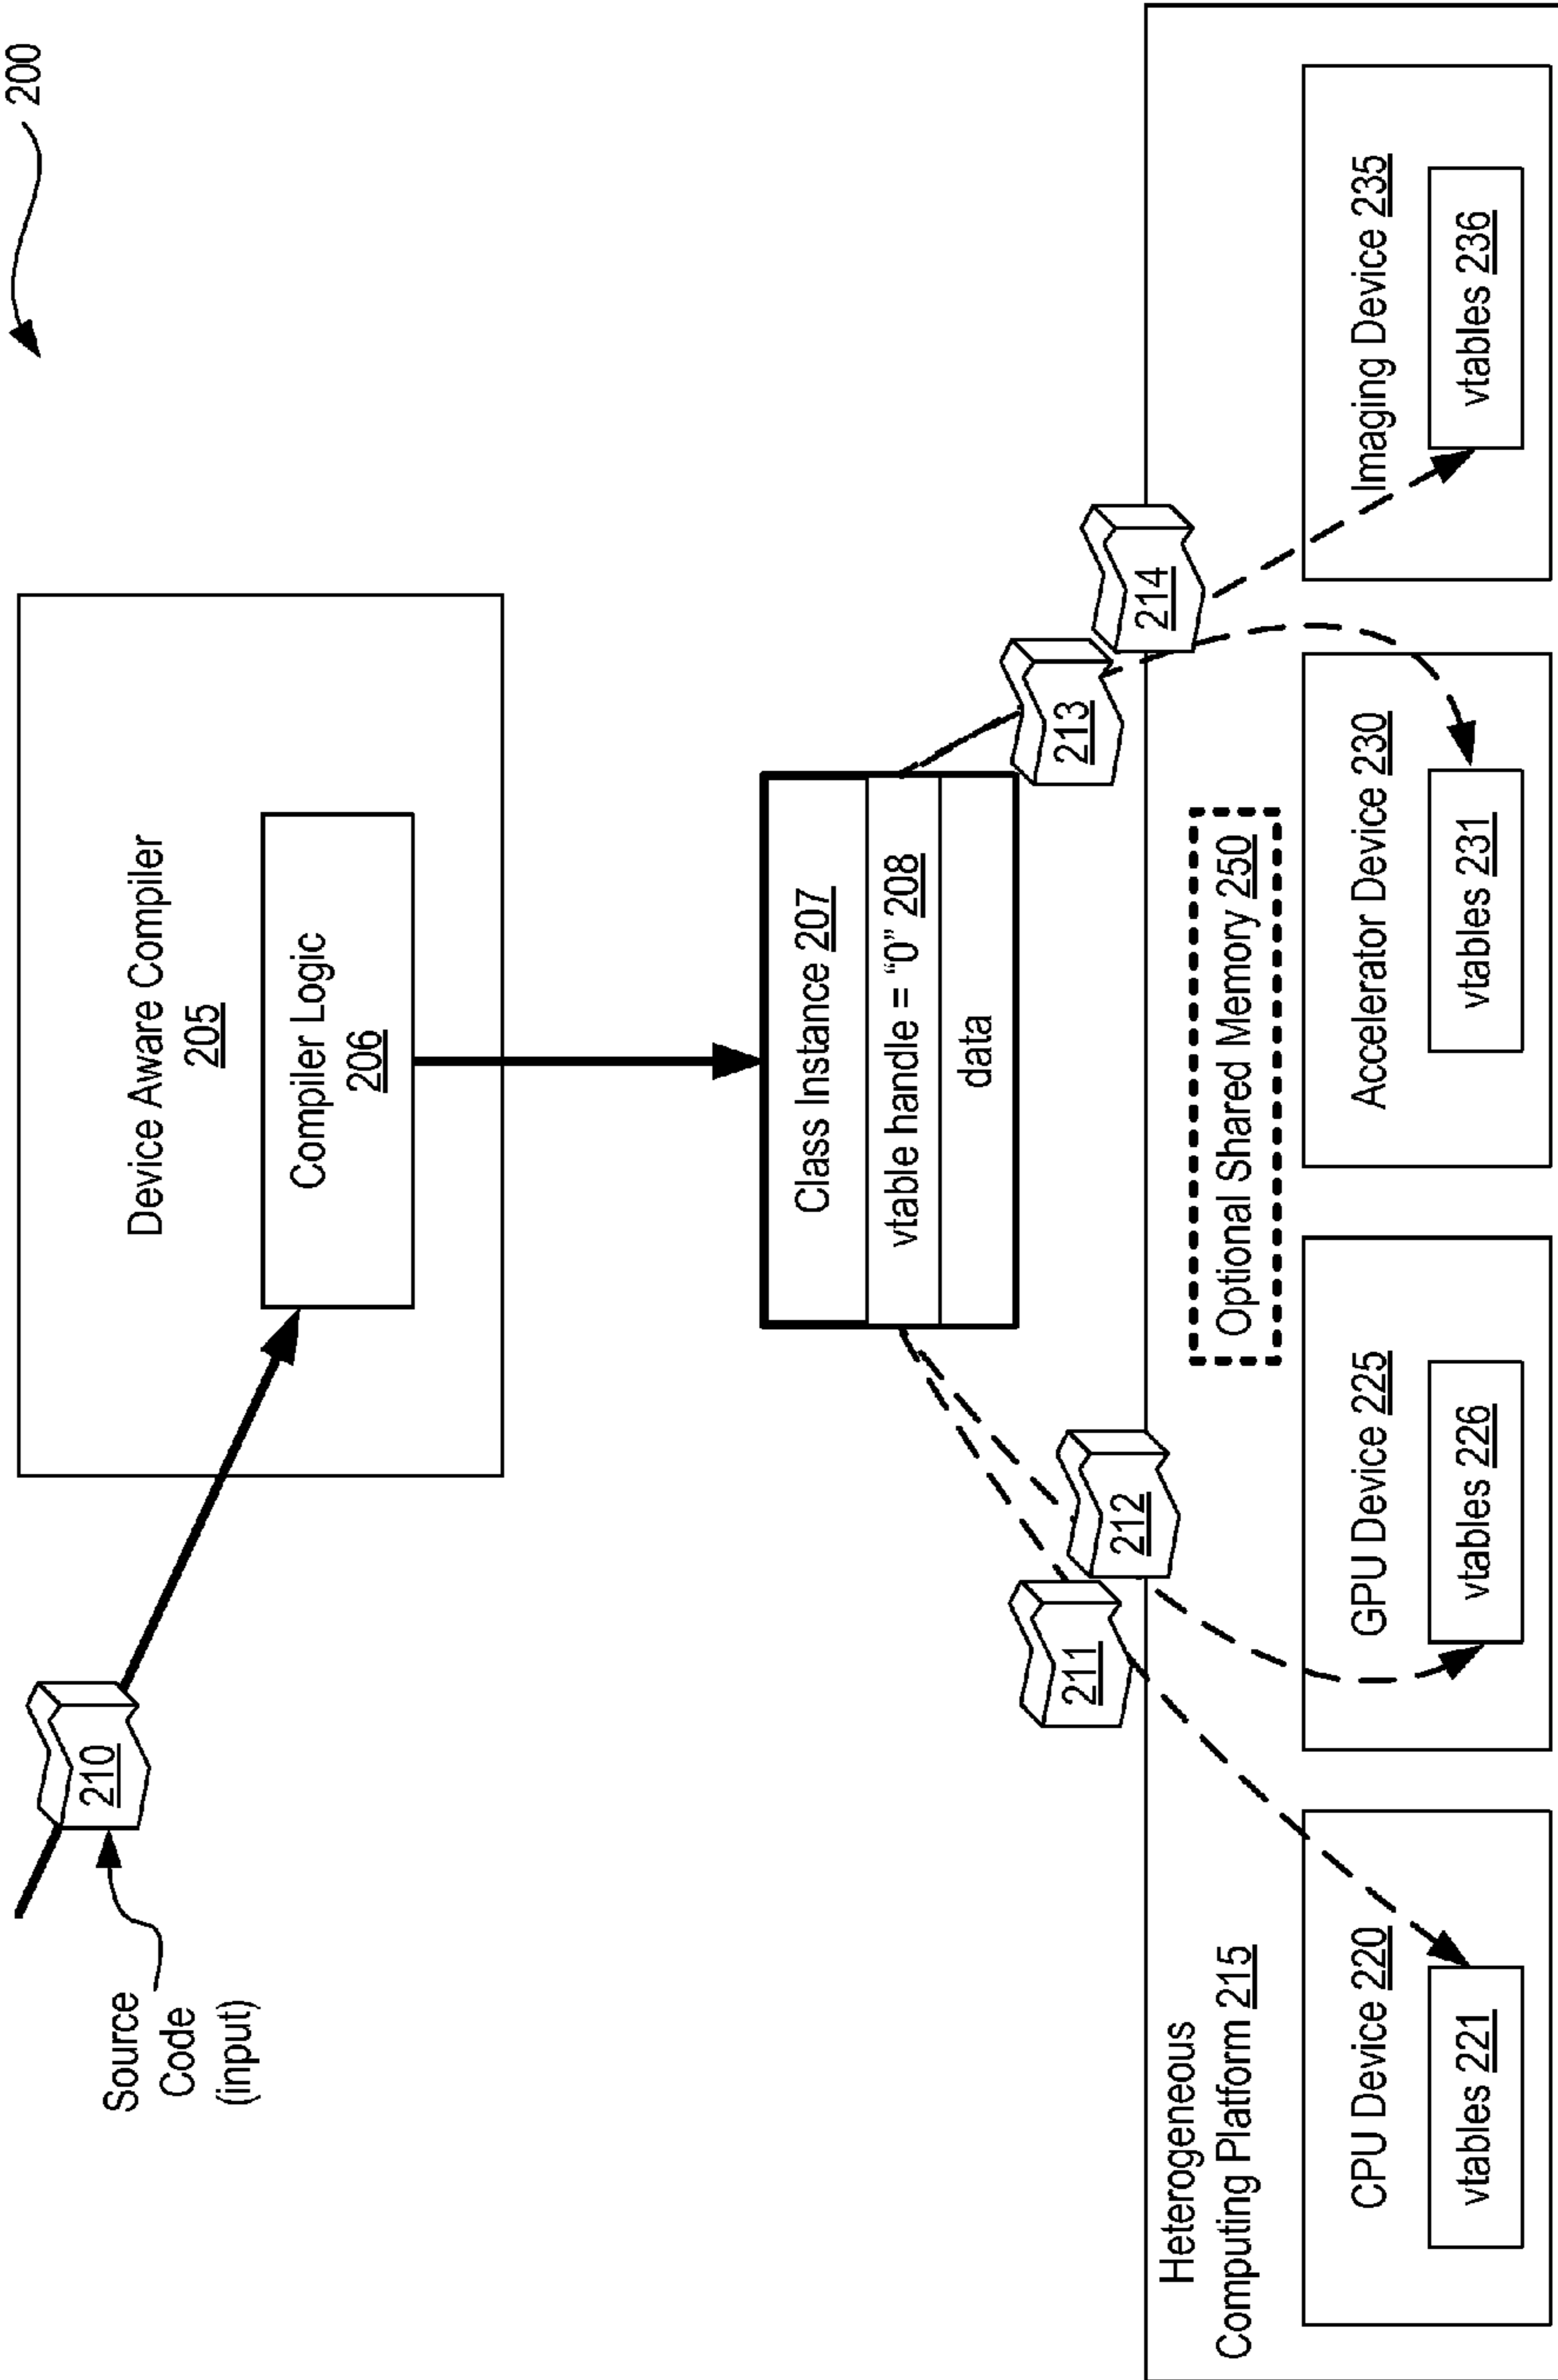 200
210
Source
Code
(input)
Device Aware Compiler
205
Compiler Logic
206
Class Instance 207
vtable handle = “0” 208
data
211
212
213
214
Heterogeneous
Computing Platform 215
Optional Shared Memory 250
CPU Device 220
vtables 221
GPU Device 225
vtables 226
Accelerator Device 230
vtables 231
Imaging Device 235
vtables 236